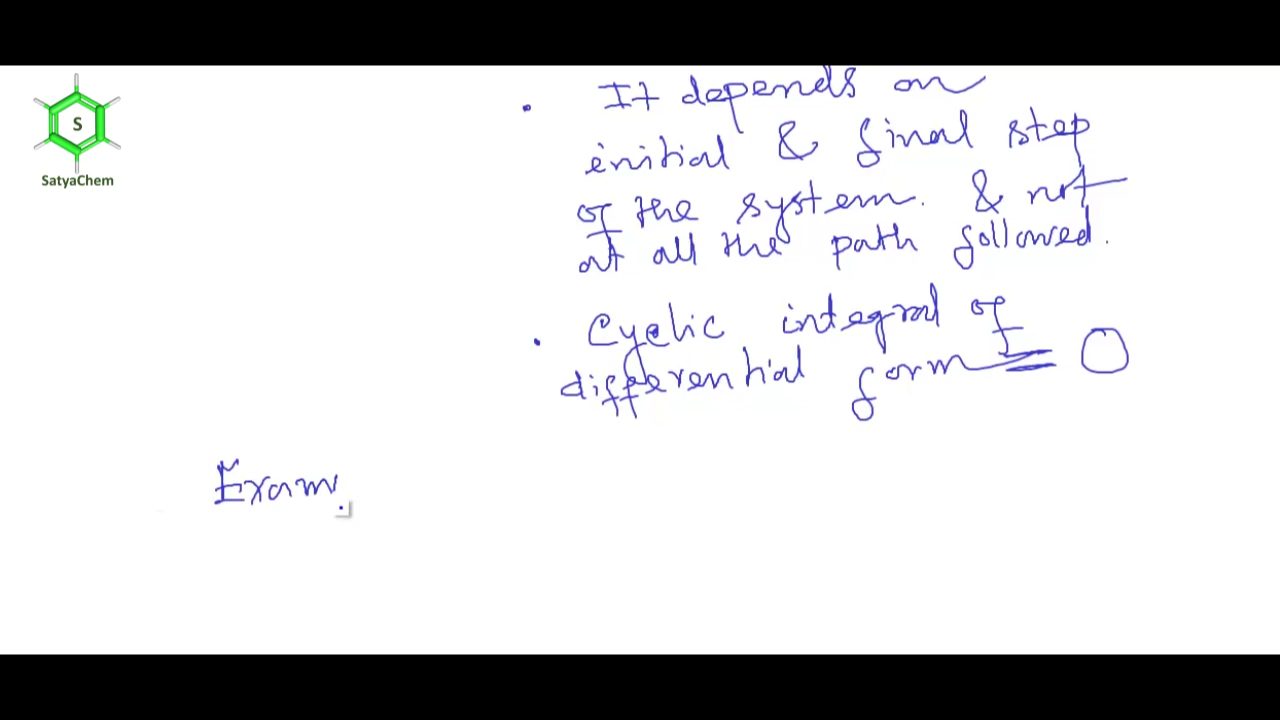 S
SatyaChem
• It depends on
initial & final step
of the system. & not
at all the path followed.
• Cyclic integral of
differential form = 0
Exam